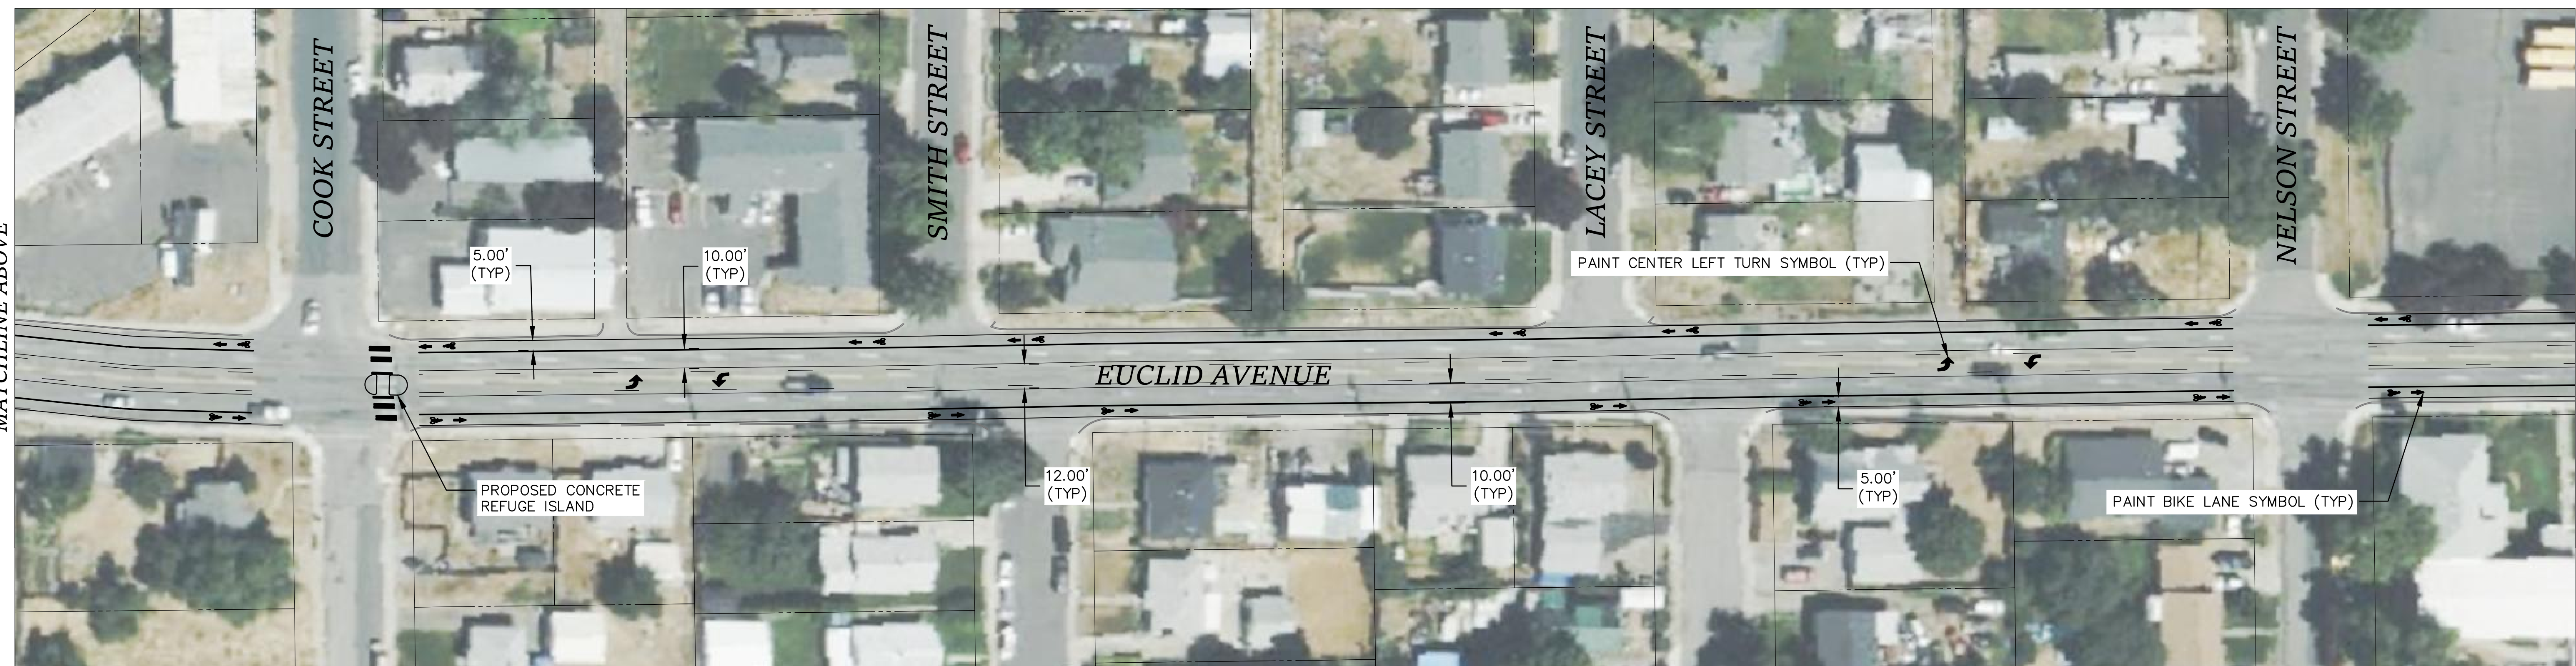 MATCHLINE ABOVE
COOK STREET
SMITH STREET
LACEY STREET
NELSON STREET
5.00'
(TYP)
10.00'
(TYP)
PAINT CENTER LEFT TURN SYMBOL (TYP)
EUCLID AVENUE
PROPOSED CONCRETE
REFUGE ISLAND
12.00'
(TYP)
10.00'
(TYP)
5.00'
(TYP)
PAINT BIKE LANE SYMBOL (TYP)